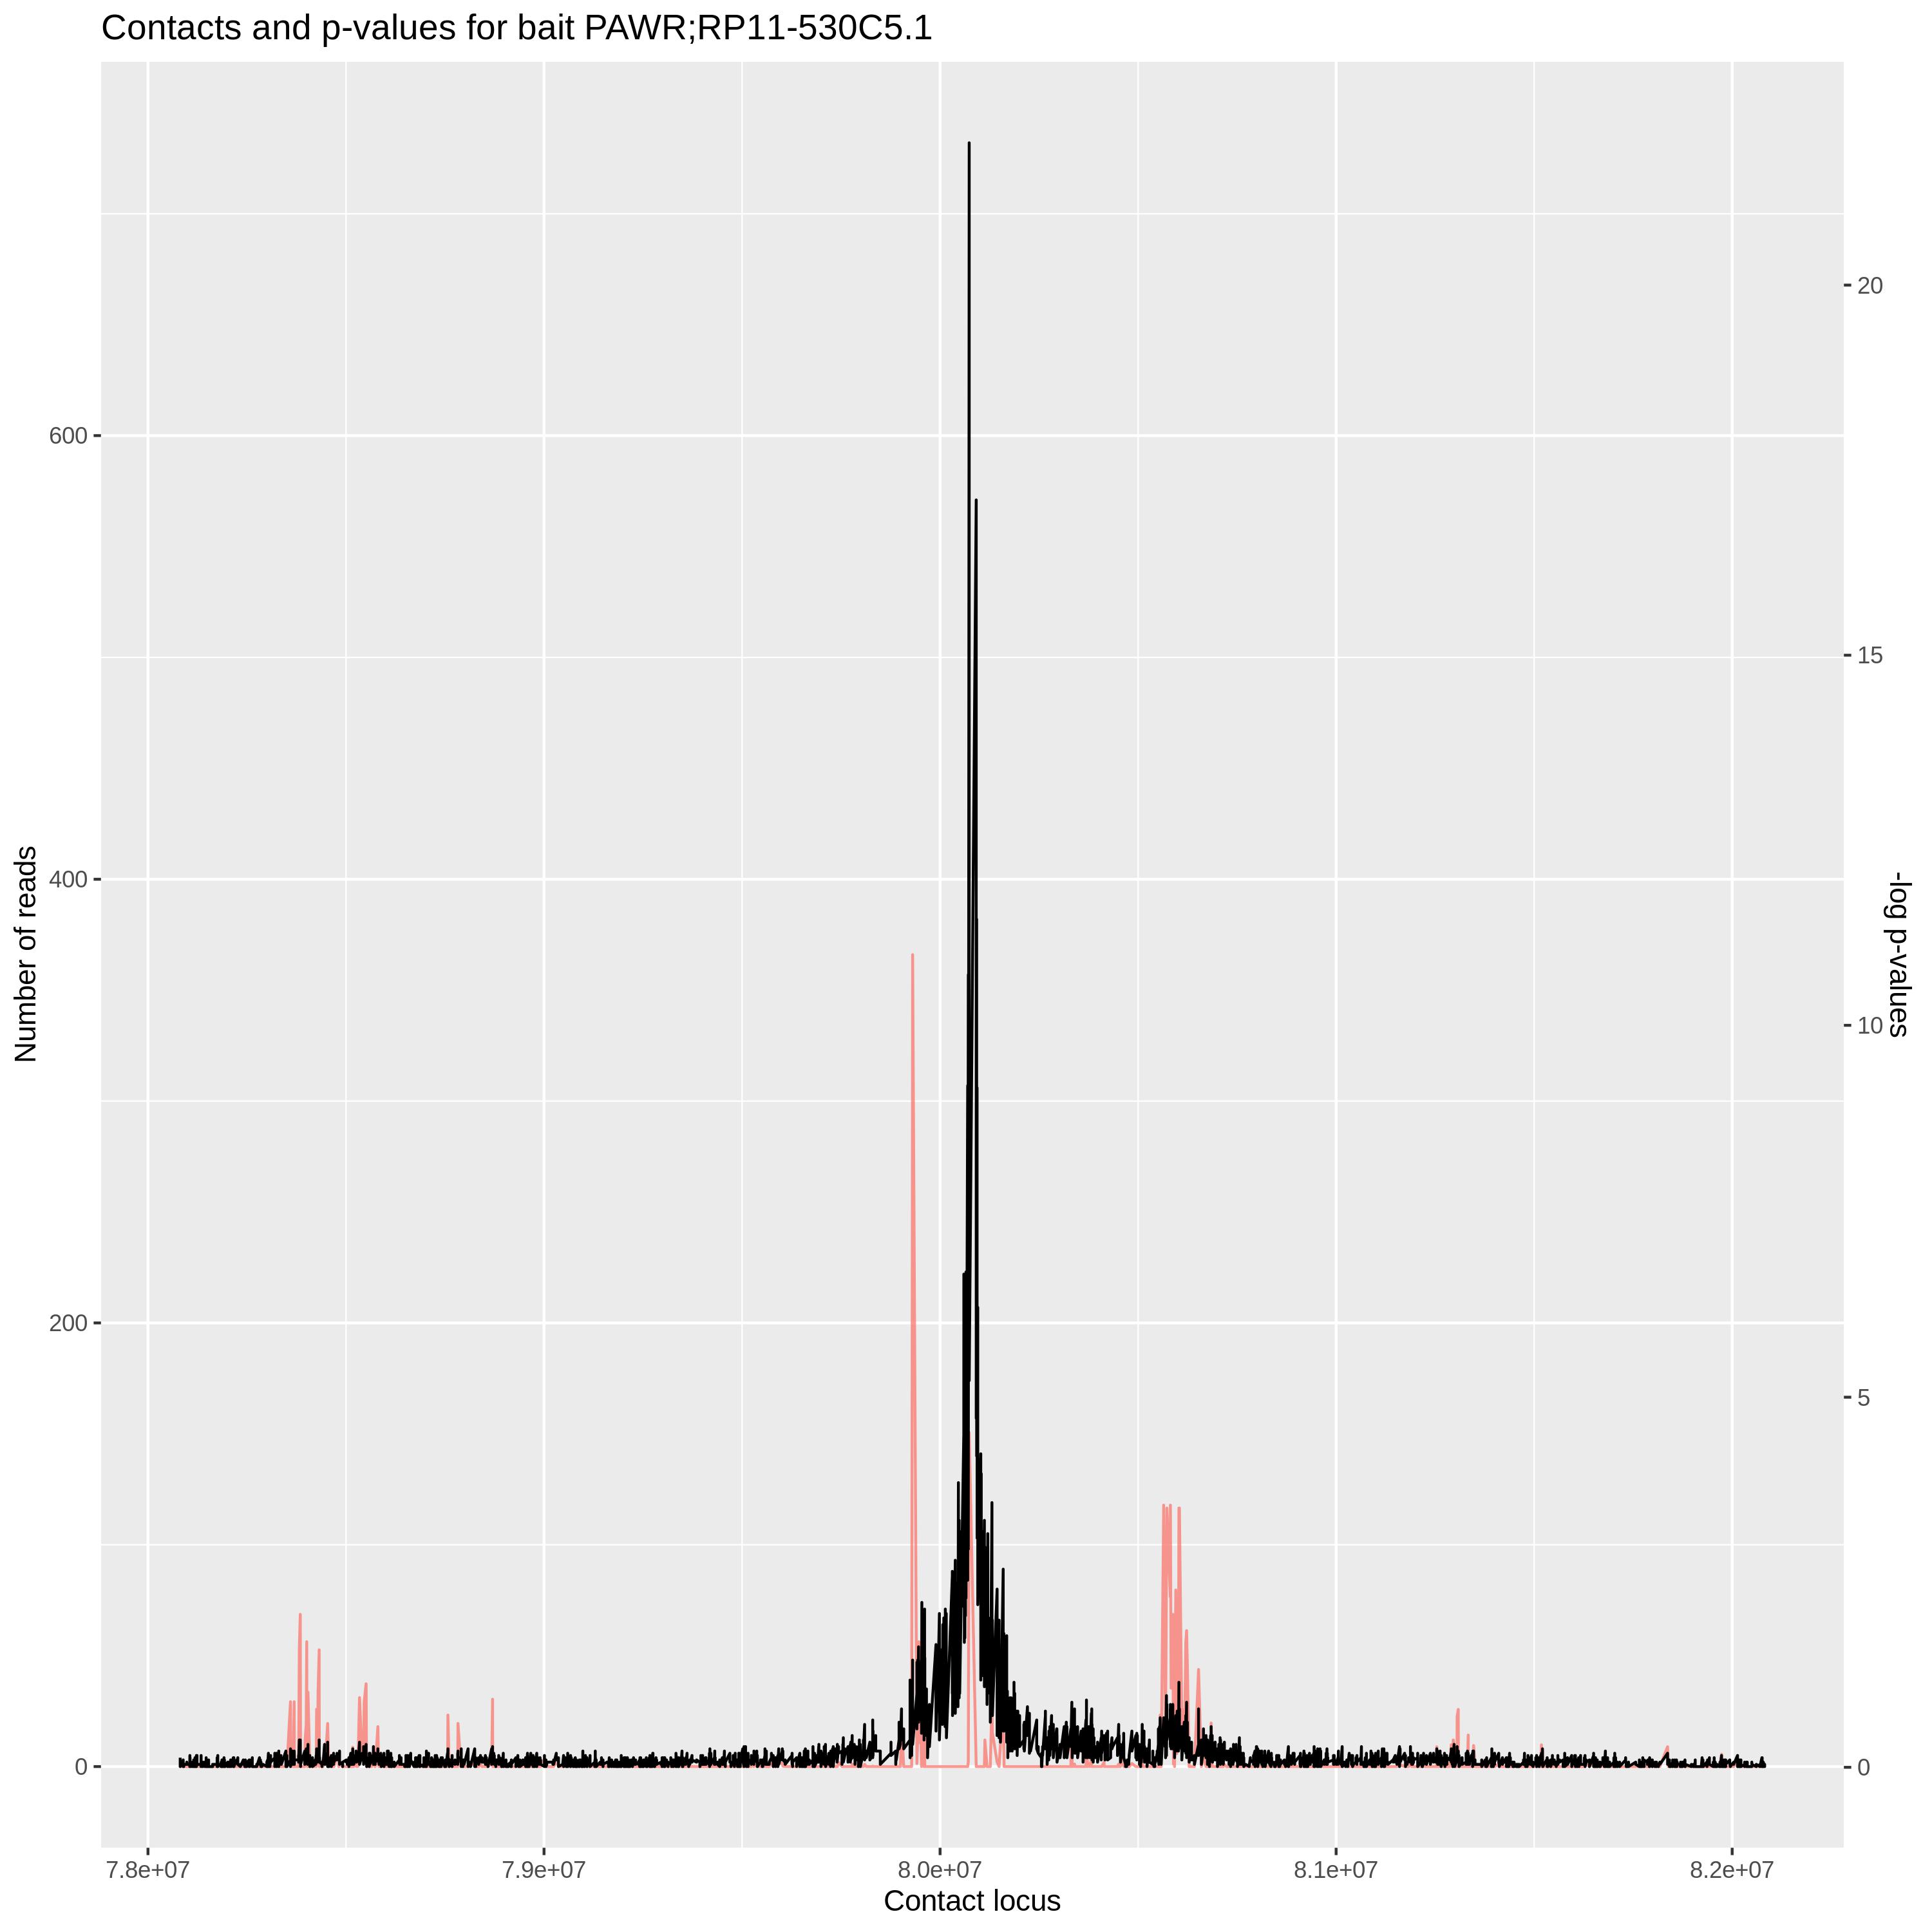 Contacts and p-values for bait PAWR;RP11-530C5.1
Number of reads
600
400
200
0
20
15
10
5
0
-log p-values
7.8e+07
7.9e+07
8.0e+07
8.1e+07
8.2e+07
Contact locus